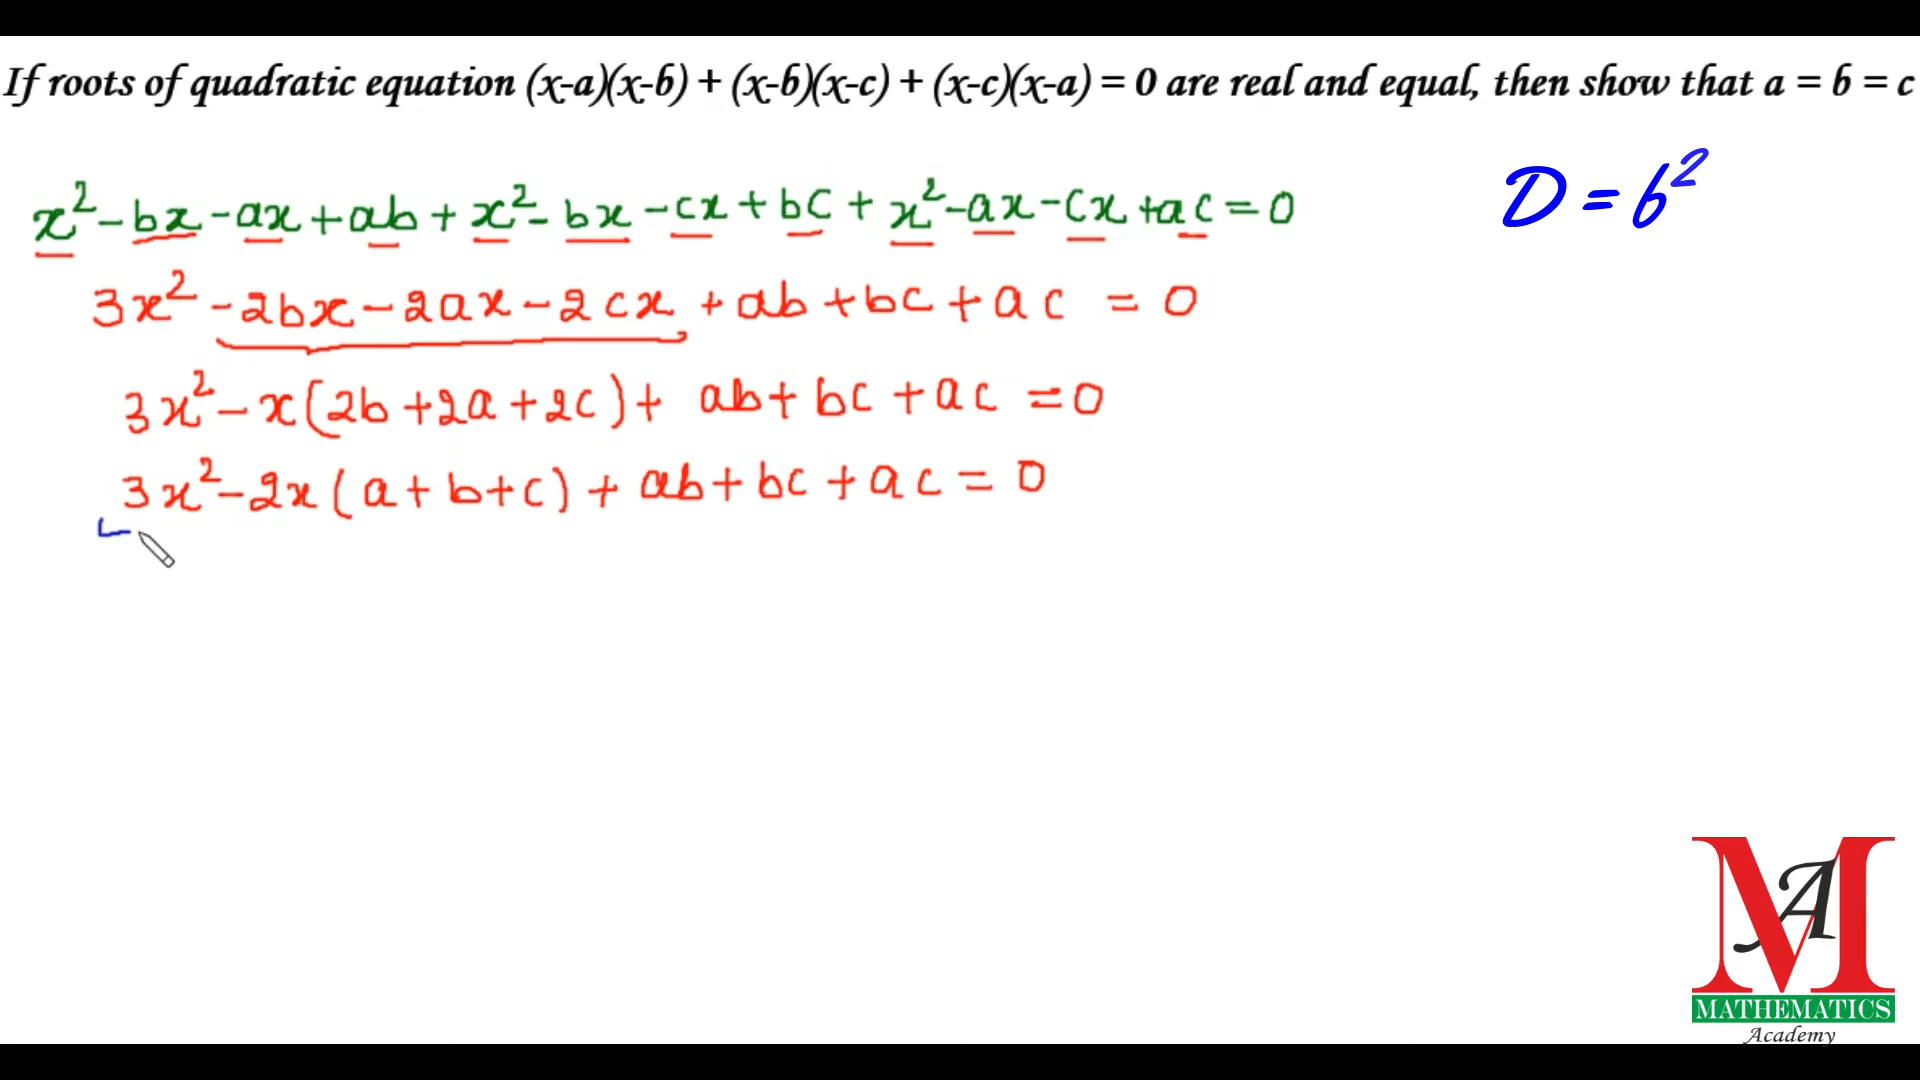 If roots of quadratic equation (x-a)(x-b) + (x-b)(x-c) + (x-c)(x-a) = 0 are real and equal, then show that a = b = c
x² - bx - ax + ab + x² - bx - cx + bc + x² - ax - cx + ac = 0
D = b²
3x² - 2bx - 2ax - 2cx + ab + bc + ac = 0
3x² - x(2b + 2a + 2c) + ab + bc + ac = 0
3x² - 2x(a + b + c) + ab + bc + ac = 0
MA
MATHEMATICS
Academy